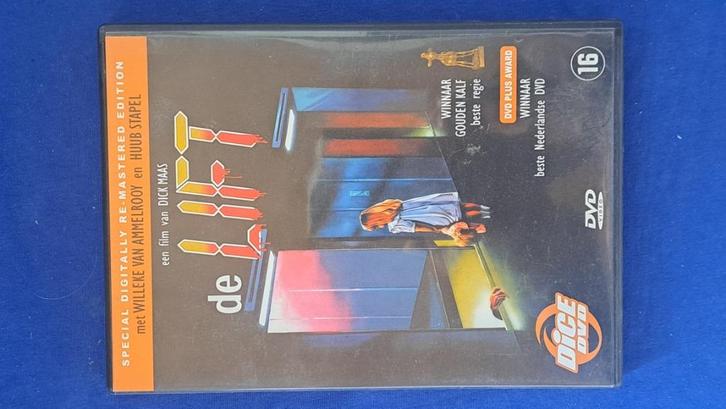 SPECIAL DIGITALLY RE-MASTERED EDITION
met WILLEKE VAN AMMELROOY en HUUB STAPEL
een film van DICK MAAS
de LIFT
WINNAAR
GOUDEN KALF
beste regie
DVD PLUS AWARD
WINNAAR
beste Nederlandse DVD
16
DiCE
DVD
DVD
VIDEO